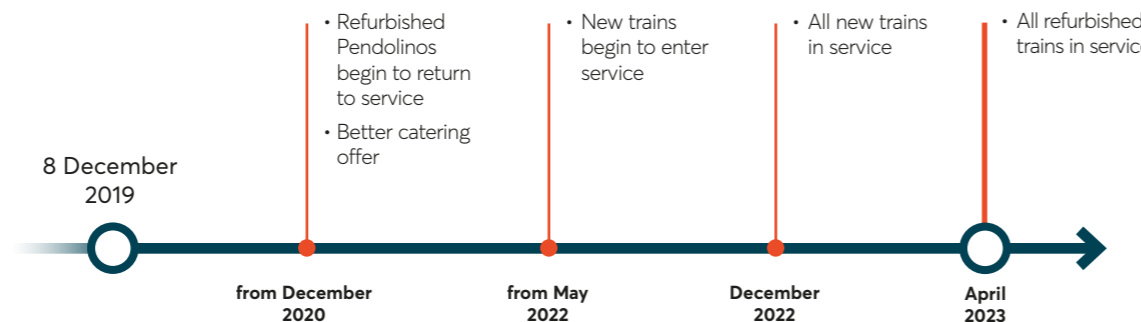 • Refurbished
Pendolinos
begin to return
to service
• Better catering
offer
• New trains
begin to enter
service
• All new trains
in service
• All refurbished
trains in service
8 December
2019
from December
2020
from May
2022
December
2022
April
2023